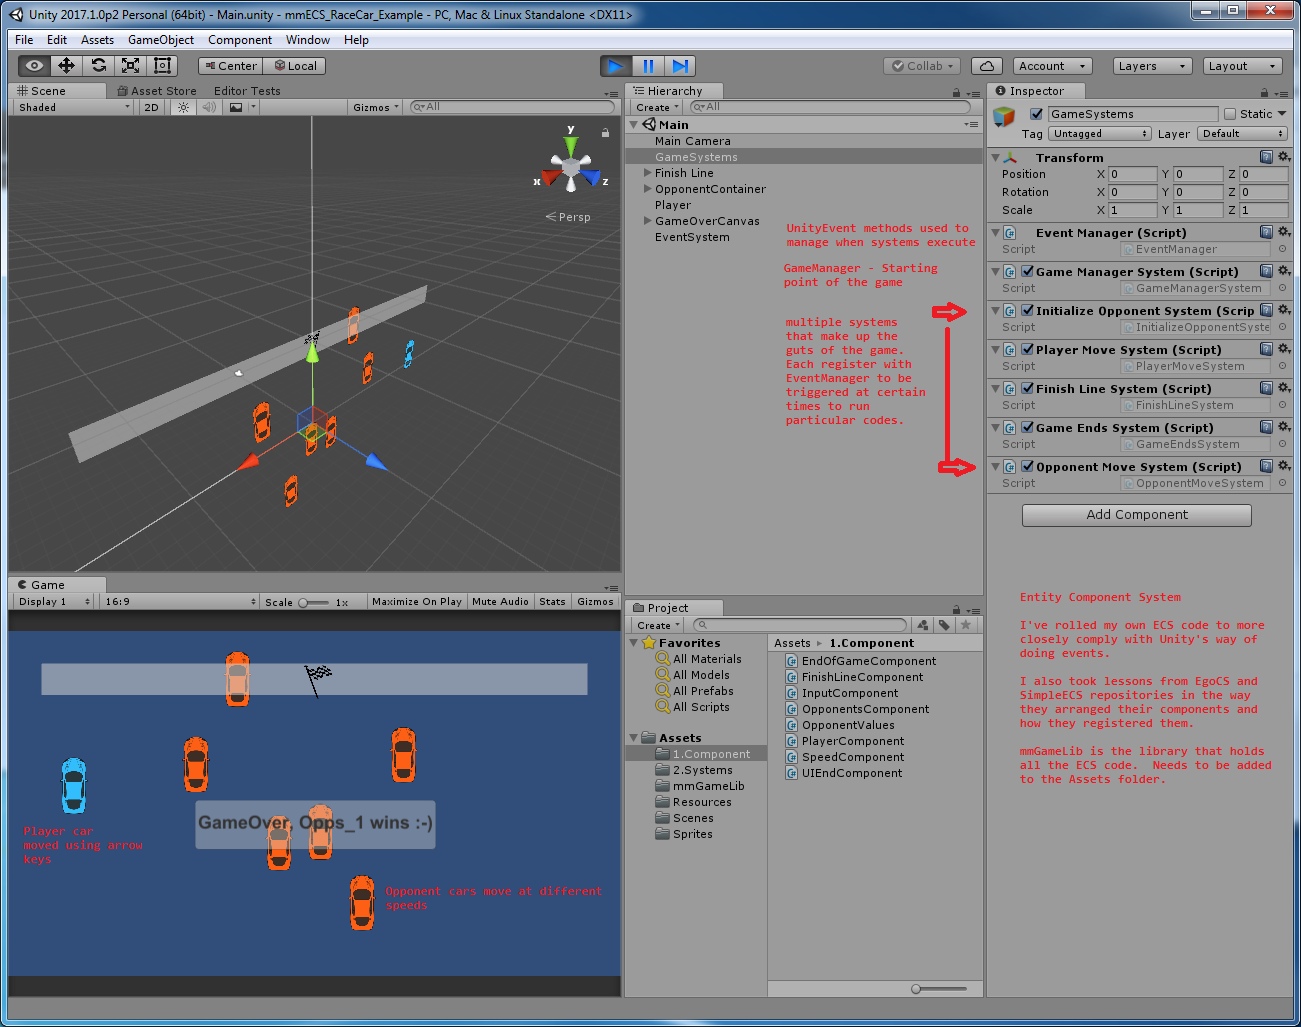 Unity 2017.1.0p2 Personal (64bit) - Main.unity - mmECS_RaceCar_Example - PC, Mac & Linux Standalone <DX11>
File Edit Assets GameObject Component Window Help
Center Local Collab Account Layers Layout
Scene Asset Store Editor Tests
Shaded 2D Gizmos All
y
x z
Persp
Hierarchy
Create All
Main
Main Camera
GameSystems
Finish Line
OpponentContainer
Player
GameOverCanvas
EventSystem
UnityEvent methods used to
manage when systems execute
GameManager - Starting
point of the game
multiple systems
that make up the
guts of the game.
Each register with
EventManager to be
triggered at certain
times to run
particular codes.
Inspector
GameSystems Static
Tag Untagged Layer Default
Transform
Position X 0 Y 0 Z 0
Rotation X 0 Y 0 Z 0
Scale X 1 Y 1 Z 1
Event Manager (Script)
Script EventManager
Game Manager System (Script)
Script GameManagerSystem
Initialize Opponent System (Scrip
Script InitializeOpponentSyste
Player Move System (Script)
Script PlayerMoveSystem
Finish Line System (Script)
Script FinishLineSystem
Game Ends System (Script)
Script GameEndsSystem
Opponent Move System (Script)
Script OpponentMoveSystem
Add Component
Entity Component System
I've rolled my own ECS code to more
closely comply with Unity's way of
doing events.
I also took lessons from EgoCS and
SimpleECS repositories in the way
they arranged their components and
how they registered them.
mmGameLib is the library that holds
all the ECS code. Needs to be added
to the Assets folder.
Game
Display 1 16:9 Scale 1x Maximize On Play Mute Audio Stats Gizmos
GameOver. Opps_1 wins :-)
Player car
moved using arrow
keys
Opponent cars move at different
speeds
Project
Create
Favorites
All Materials
All Models
All Prefabs
All Scripts
Assets
1.Component
2.Systems
mmGameLib
Resources
Scenes
Sprites
Assets 1.Component
EndOfGameComponent
FinishLineComponent
InputComponent
OpponentsComponent
OpponentValues
PlayerComponent
SpeedComponent
UIEndComponent